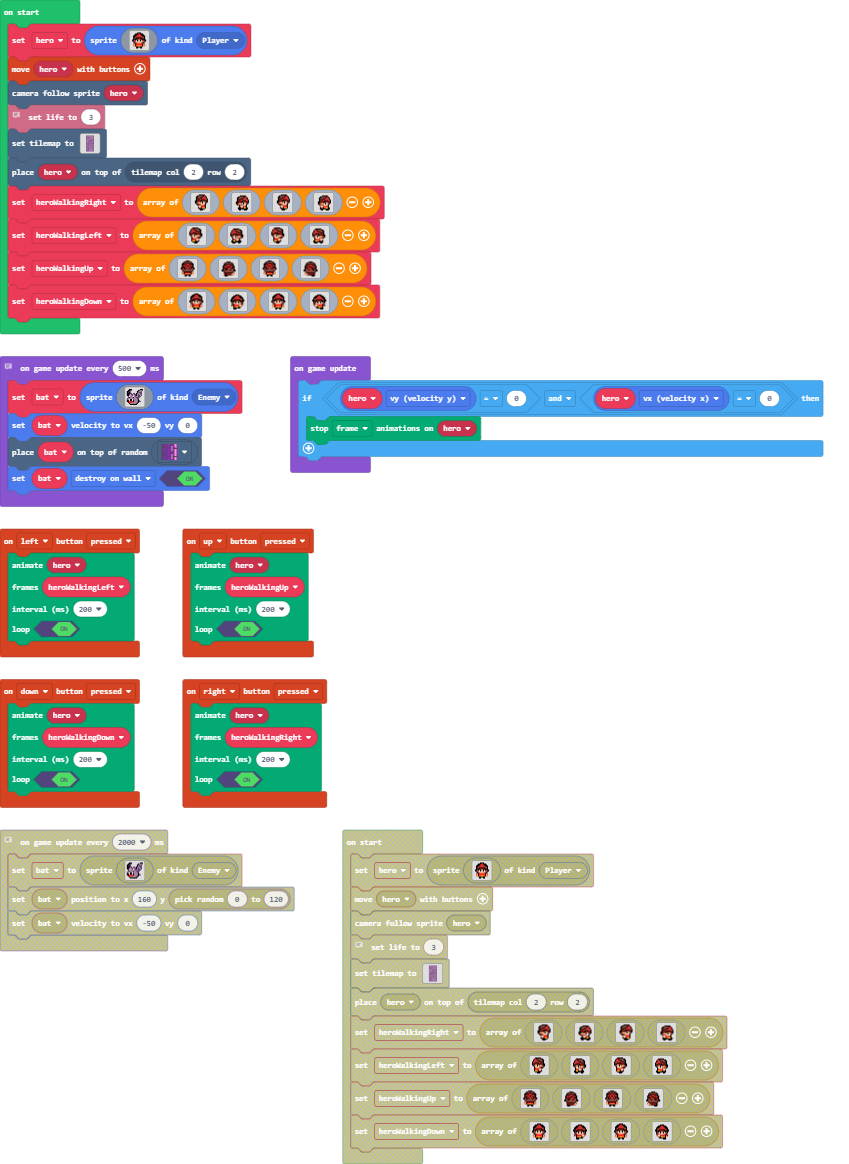 on start
set hero to sprite of kind Player
move hero with buttons
camera follow sprite hero
set life to 3
set tilemap to
place hero on top of tilemap col 2 row 2
set heroWalkingRight to array of
set heroWalkingLeft to array of
set heroWalkingUp to array of
set heroWalkingDown to array of
on game update every 500 ms
set bat to sprite of kind Enemy
set bat velocity to vx -50 vy 0
place bat on top of random
set bat destroy on wall ON
on game update
if hero vy (velocity y) = 0 and hero vx (velocity x) = 0 then
stop frame animations on hero
on left button pressed
animate hero
frames heroWalkingLeft
interval (ms) 200
loop ON
on up button pressed
animate hero
frames heroWalkingUp
interval (ms) 200
loop ON
on down button pressed
animate hero
frames heroWalkingDown
interval (ms) 200
loop ON
on right button pressed
animate hero
frames heroWalkingRight
interval (ms) 200
loop ON
on game update every 2000 ms
set bat to sprite of kind Enemy
set bat position to x 160 y pick random 0 to 120
set bat velocity to vx -50 vy 0
on start
set hero to sprite of kind Player
move hero with buttons
camera follow sprite hero
set life to 3
set tilemap to
place hero on top of tilemap col 2 row 2
set heroWalkingRight to array of
set heroWalkingLeft to array of
set heroWalkingUp to array of
set heroWalkingDown to array of